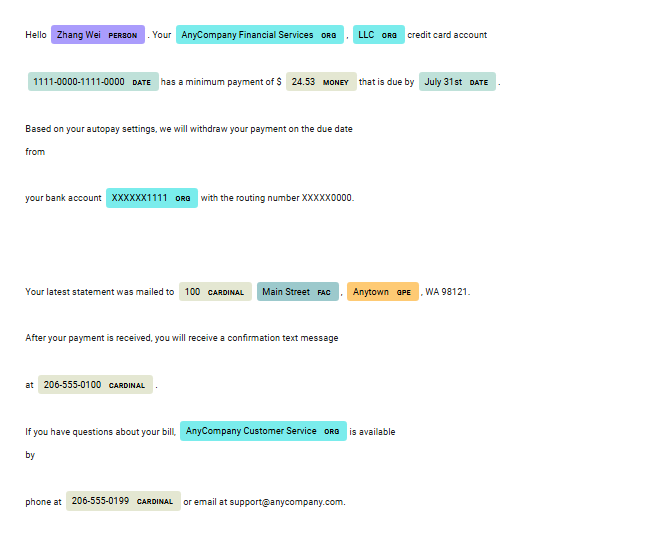 Hello Zhang Wei PERSON . Your AnyCompany Financial Services ORG , LLC ORG credit card account
1111-0000-1111-0000 DATE has a minimum payment of $ 24.53 MONEY that is due by July 31st DATE .
Based on your autopay settings, we will withdraw your payment on the due date
from
your bank account XXXXXX1111 ORG with the routing number XXXXX0000.
Your latest statement was mailed to 100 CARDINAL Main Street FAC , Anytown GPE , WA 98121.
After your payment is received, you will receive a confirmation text message
at 206-555-0100 CARDINAL .
If you have questions about your bill, AnyCompany Customer Service ORG is available
by
phone at 206-555-0199 CARDINAL or email at support@anycompany.com.